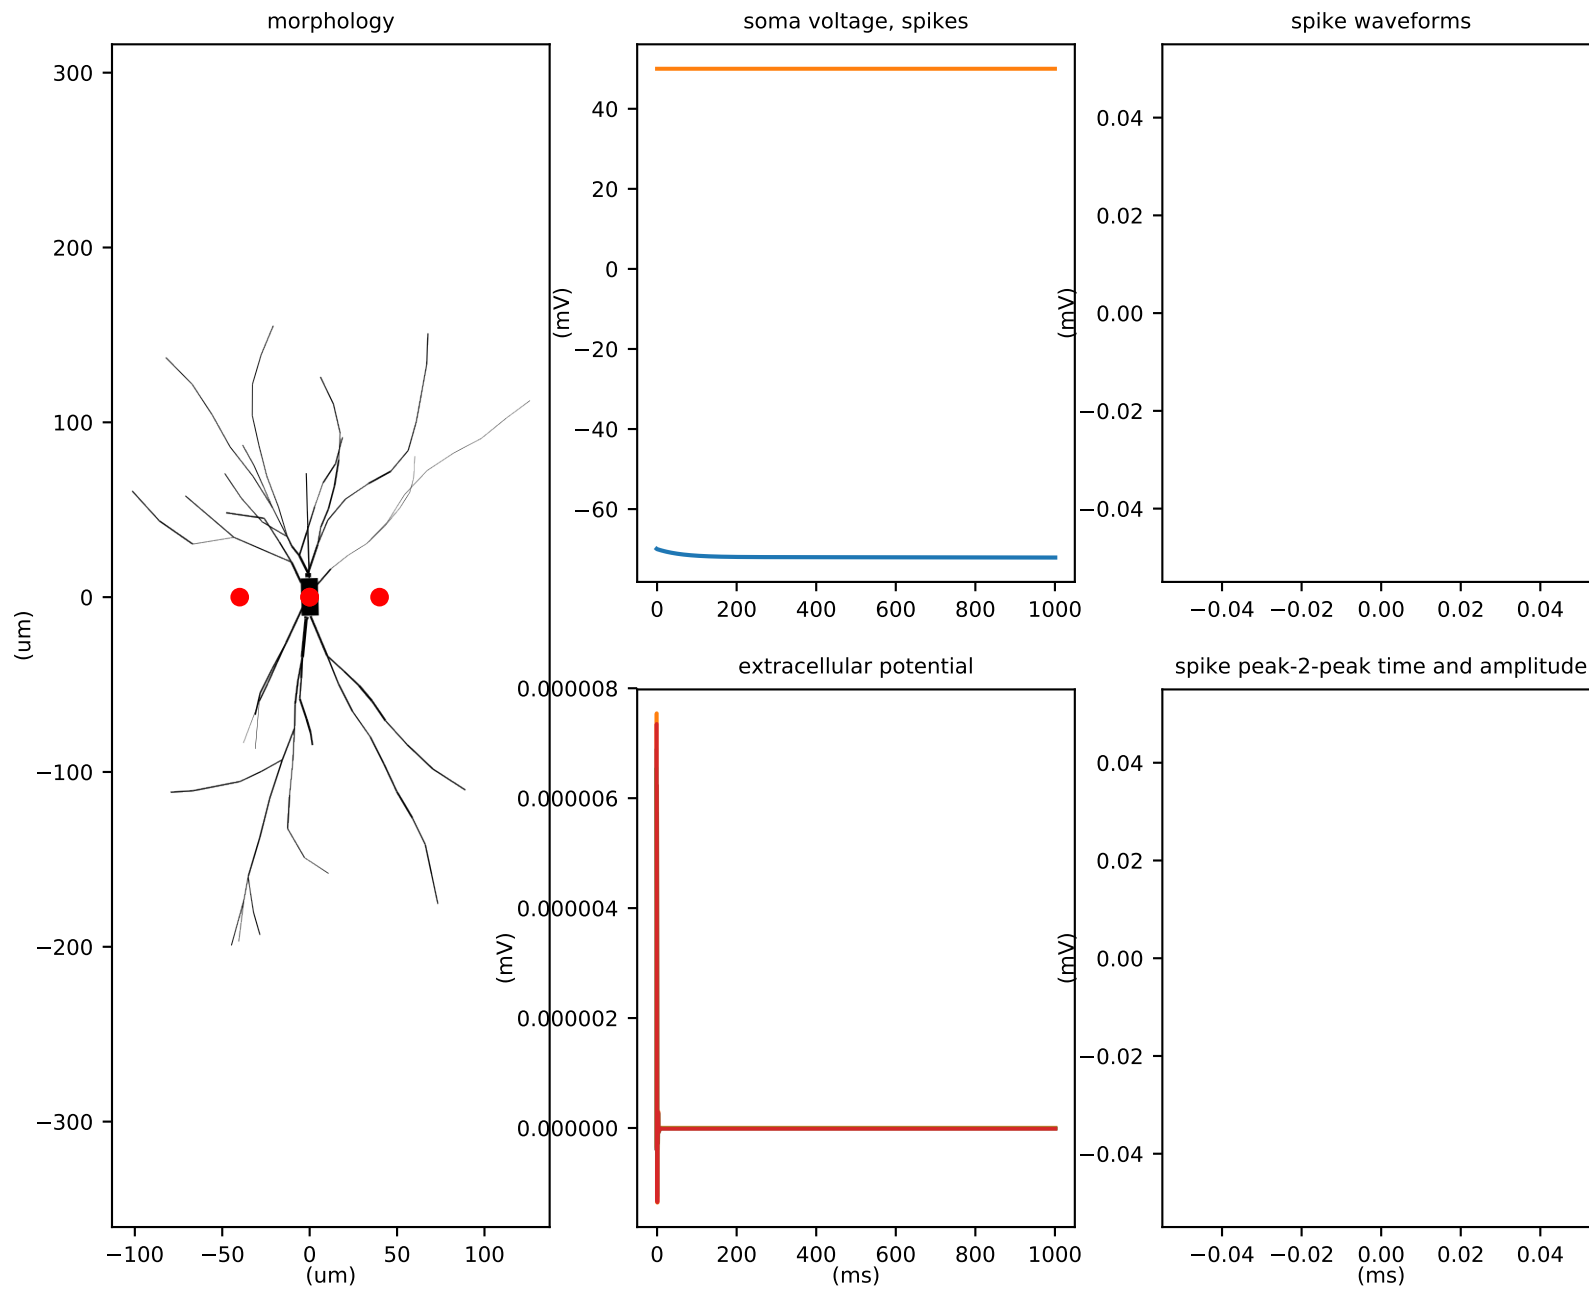 morphology
300
200
100
0
−100
−200
−300
(um)
−100 −50 0 50 100
(um)
soma voltage, spikes
40
20
0
−20
−40
−60
(mV)
0 200 400 600 800 1000
spike waveforms
0.04
0.02
0.00
−0.02
−0.04
(mV)
−0.04 −0.02 0.00 0.02 0.04
extracellular potential
0.000008
0.000006
0.000004
0.000002
0.000000
(mV)
0 200 400 600 800 1000
(ms)
spike peak-2-peak time and amplitude
0.04
0.02
0.00
−0.02
−0.04
(mV)
−0.04 −0.02 0.00 0.02 0.04
(ms)